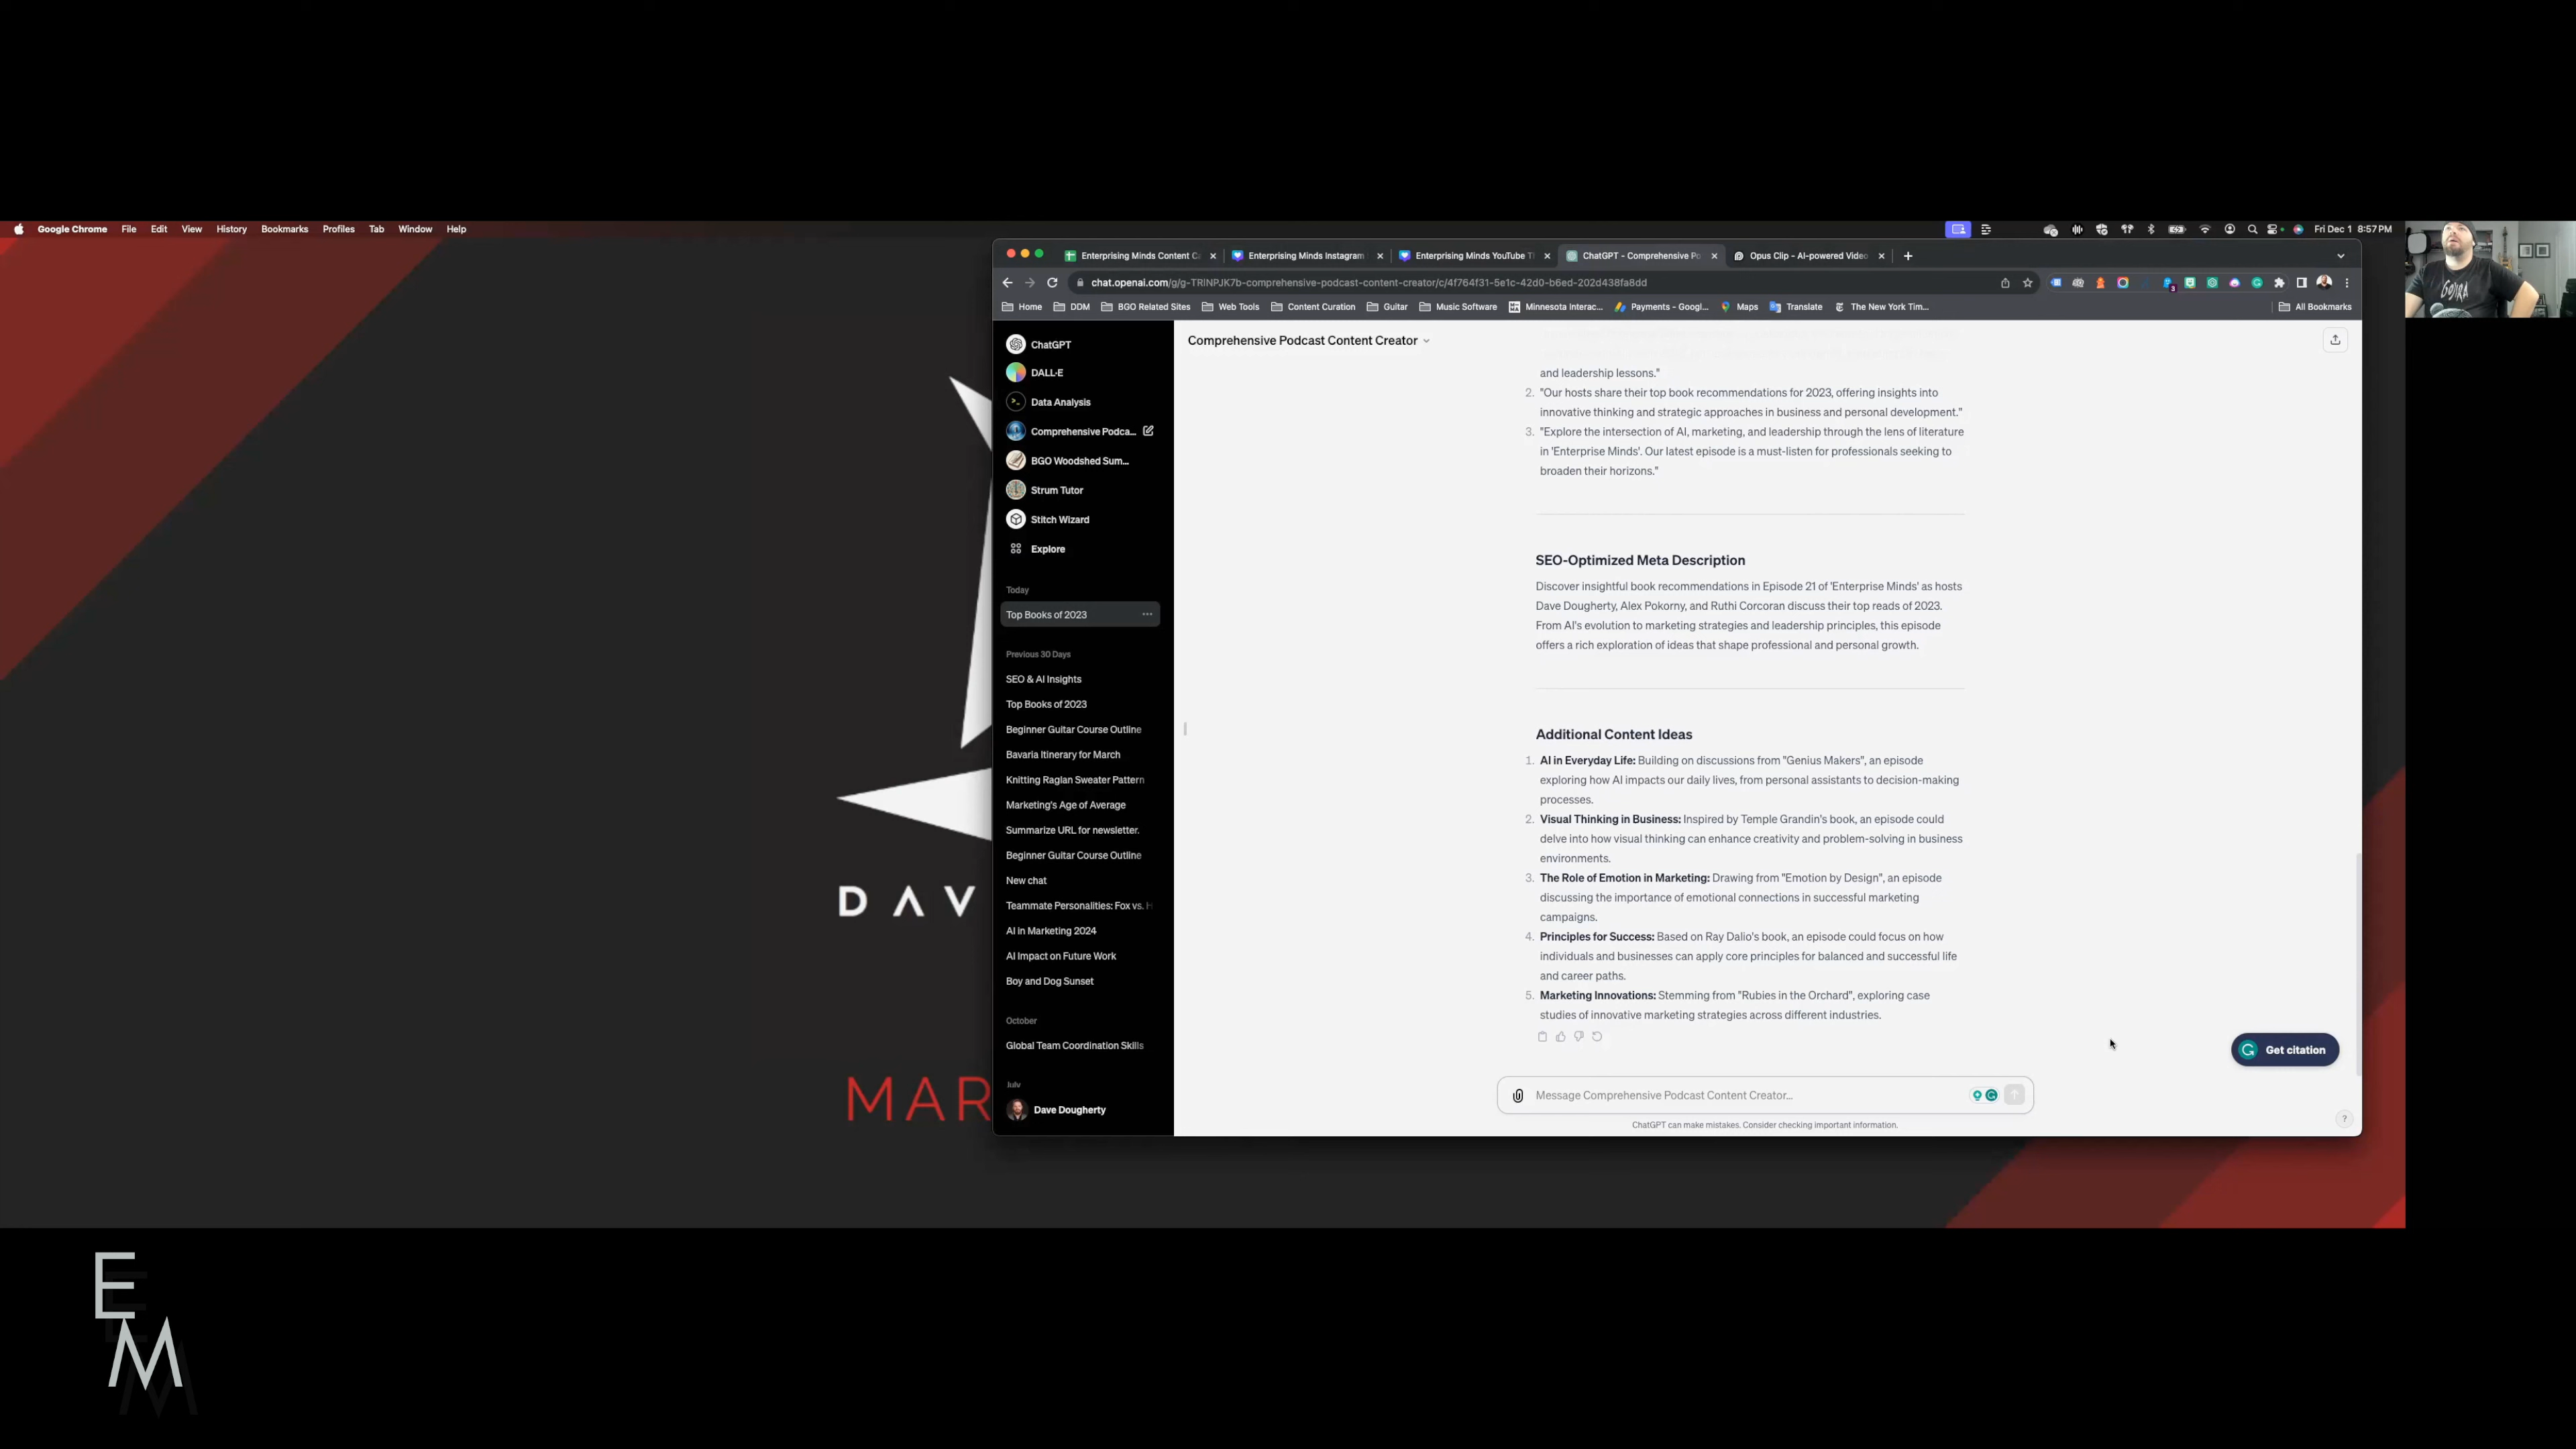 Google Chrome File Edit View History Bookmarks Profiles Tab Window Help
Fri Dec 1 8:57 PM
Enterprising Minds Content C
Enterprising Minds Instagram
Enterprising Minds YouTube T
ChatGPT - Comprehensive Po
Opus Clip - AI-powered Video
chat.openai.com/g/g-TRINPJK7b-comprehensive-podcast-content-creator/c/4f764f31-5e1c-42d0-b6ed-202d438fa8dd
3
Home DDM BGO Related Sites Web Tools Content Curation Guitar Music Software Minnesota Interac... Payments - Googl... Maps Translate The New York Tim... All Bookmarks
GOJIRA
ChatGPT
DALL·E
Data Analysis
Comprehensive Podca...
BGO Woodshed Sum...
Strum Tutor
Stitch Wizard
Explore
Today
Top Books of 2023
Previous 30 Days
SEO & AI Insights
Top Books of 2023
Beginner Guitar Course Outline
Bavaria Itinerary for March
Knitting Raglan Sweater Pattern
Marketing's Age of Average
Summarize URL for newsletter.
Beginner Guitar Course Outline
New chat
Teammate Personalities: Fox vs. H
AI in Marketing 2024
AI Impact on Future Work
Boy and Dog Sunset
October
Global Team Coordination Skills
July
Dave Dougherty
Comprehensive Podcast Content Creator
and leadership lessons."
2. "Our hosts share their top book recommendations for 2023, offering insights into
innovative thinking and strategic approaches in business and personal development."
3. "Explore the intersection of AI, marketing, and leadership through the lens of literature
in 'Enterprise Minds'. Our latest episode is a must-listen for professionals seeking to
broaden their horizons."
SEO-Optimized Meta Description
Discover insightful book recommendations in Episode 21 of 'Enterprise Minds' as hosts
Dave Dougherty, Alex Pokorny, and Ruthi Corcoran discuss their top reads of 2023.
From AI's evolution to marketing strategies and leadership principles, this episode
offers a rich exploration of ideas that shape professional and personal growth.
Additional Content Ideas
1. AI in Everyday Life: Building on discussions from "Genius Makers", an episode
exploring how AI impacts our daily lives, from personal assistants to decision-making
processes.
2. Visual Thinking in Business: Inspired by Temple Grandin's book, an episode could
delve into how visual thinking can enhance creativity and problem-solving in business
environments.
3. The Role of Emotion in Marketing: Drawing from "Emotion by Design", an episode
discussing the importance of emotional connections in successful marketing
campaigns.
4. Principles for Success: Based on Ray Dalio's book, an episode could focus on how
individuals and businesses can apply core principles for balanced and successful life
and career paths.
5. Marketing Innovations: Stemming from "Rubies in the Orchard", exploring case
studies of innovative marketing strategies across different industries.
Get citation
Message Comprehensive Podcast Content Creator...
ChatGPT can make mistakes. Consider checking important information.
?
DAV
MAR
E
M